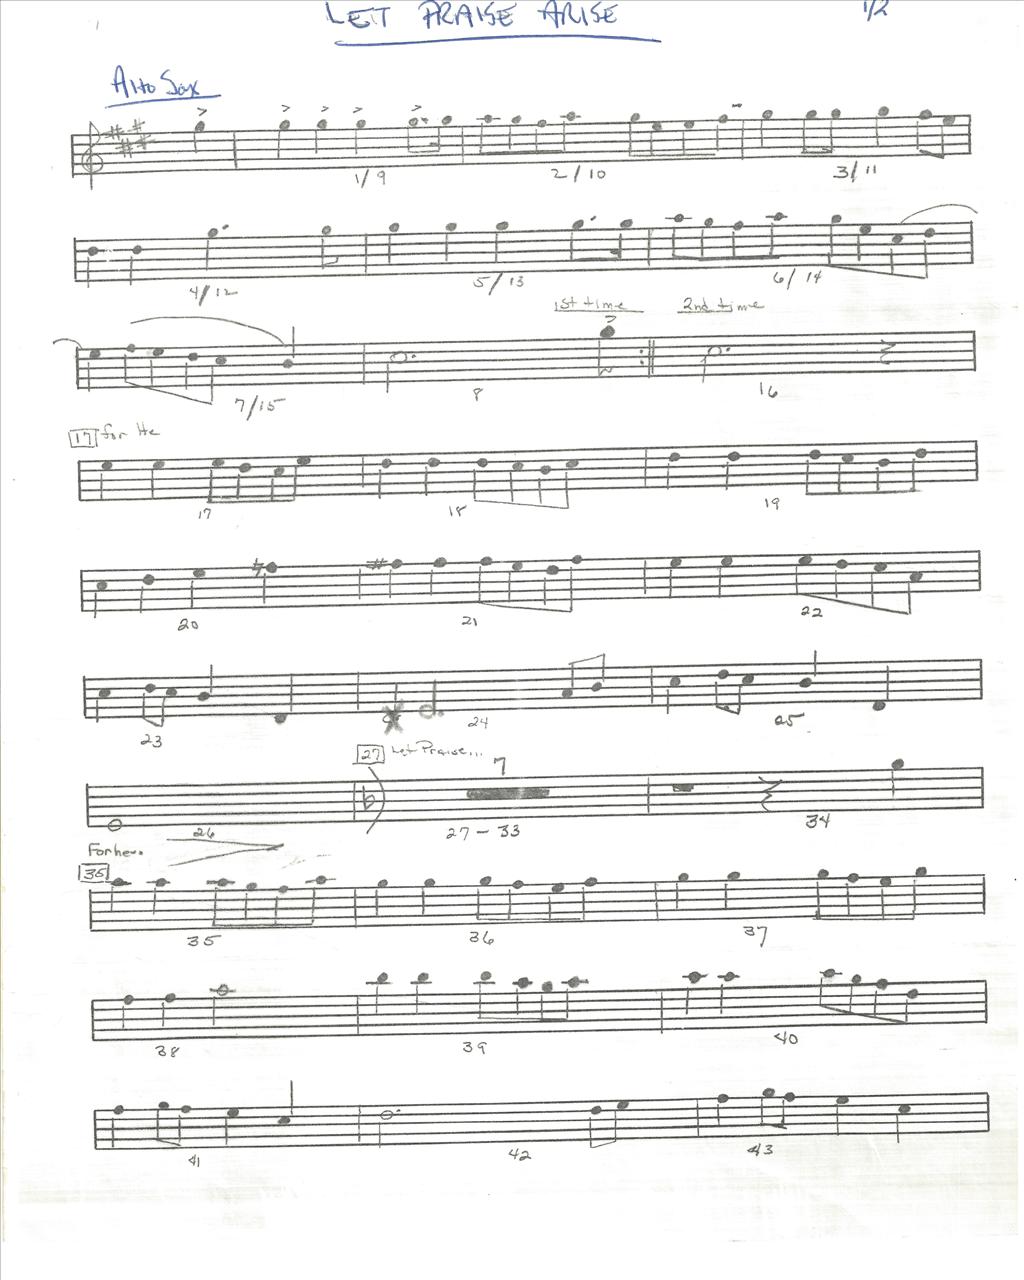 LET PRAISE ARISE 1/2
Alto Sax
1/9 2/10 3/11
4/12 5/13 6/14
1st time 2nd time
7/15 8 16
17 for He
17 18 19
20 21 22
23 24 25
27 Let Praise...
7
26 27-33 34
For he..
35
35 36 37
38 39 40
41 42 43